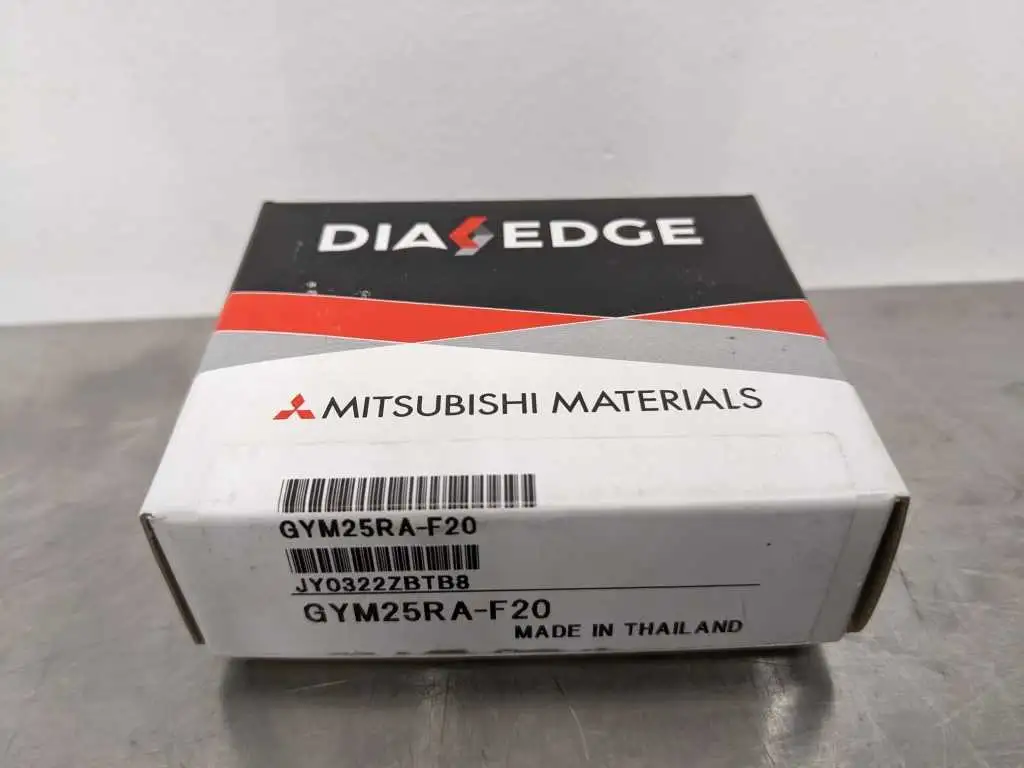 DIA EDGE
MITSUBISHI MATERIALS
GYM25RA-F20
JY0322ZBTB8
GYM25RA-F20
MADE IN THAILAND